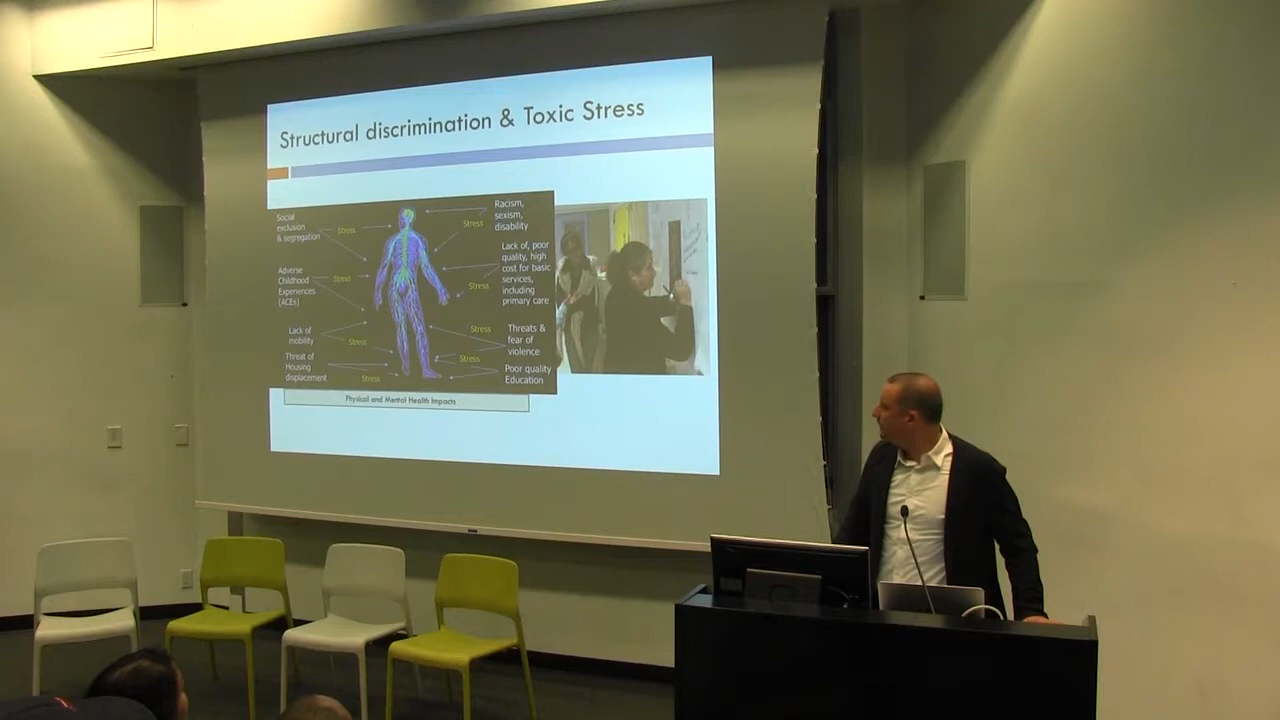 Structural discrimination & Toxic Stress
Social
exclusion
& segregation
Stress
Adverse
Childhood
Experiences
(ACEs)
Stress
Lack of
mobility
Stress
Threat of
Housing
displacement
Stress
Racism,
sexism,
disability
Stress
Lack of, poor
quality, high
cost for basic
services,
including
primary care
Stress
Stress
Threats &
fear of
violence
Stress
Poor quality
Education
Physical and Mental Health Impacts